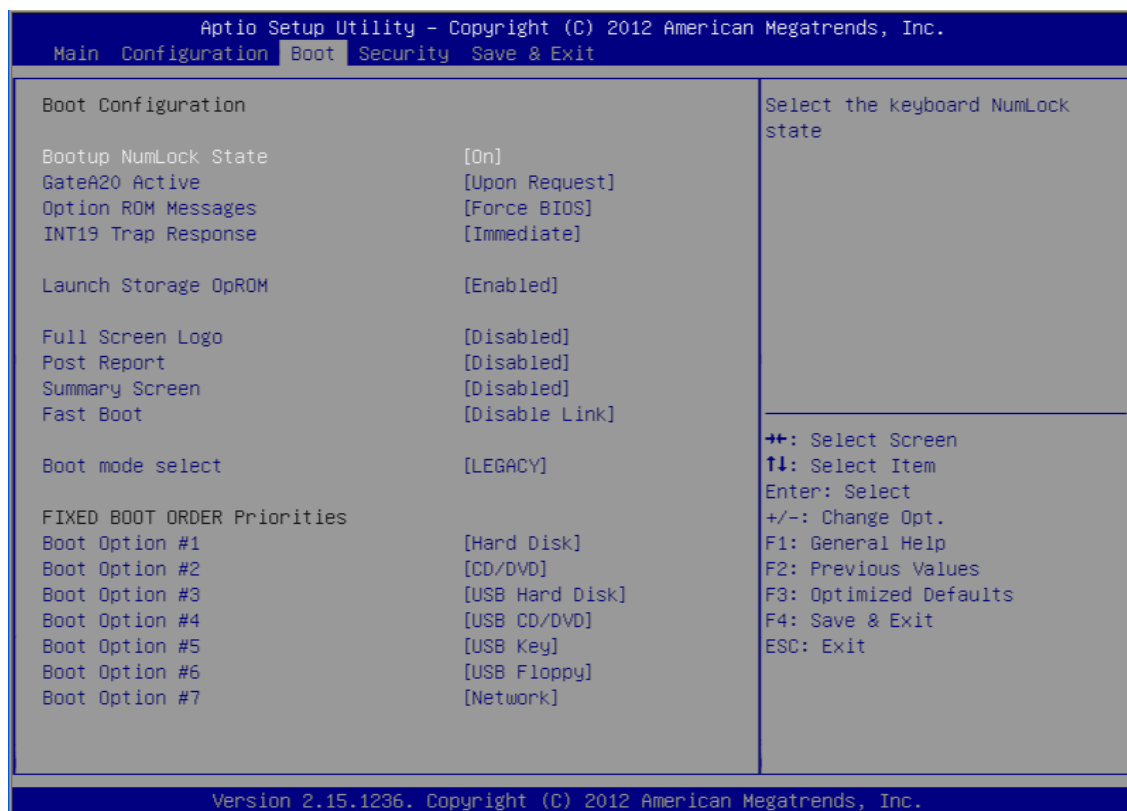 Aptio Setup Utility – Copyright (C) 2012 American Megatrends, Inc.
Main Configuration Boot Security Save & Exit
Boot Configuration
Bootup NumLock State [On]
GateA20 Active [Upon Request]
Option ROM Messages [Force BIOS]
INT19 Trap Response [Immediate]
Launch Storage OpROM [Enabled]
Full Screen Logo [Disabled]
Post Report [Disabled]
Summary Screen [Disabled]
Fast Boot [Disable Link]
Boot mode select [LEGACY]
FIXED BOOT ORDER Priorities
Boot Option #1 [Hard Disk]
Boot Option #2 [CD/DVD]
Boot Option #3 [USB Hard Disk]
Boot Option #4 [USB CD/DVD]
Boot Option #5 [USB Key]
Boot Option #6 [USB Floppy]
Boot Option #7 [Network]
Select the keyboard NumLock
state
→←: Select Screen
↑↓: Select Item
Enter: Select
+/-: Change Opt.
F1: General Help
F2: Previous Values
F3: Optimized Defaults
F4: Save & Exit
ESC: Exit
Version 2.15.1236. Copyright (C) 2012 American Megatrends, Inc.